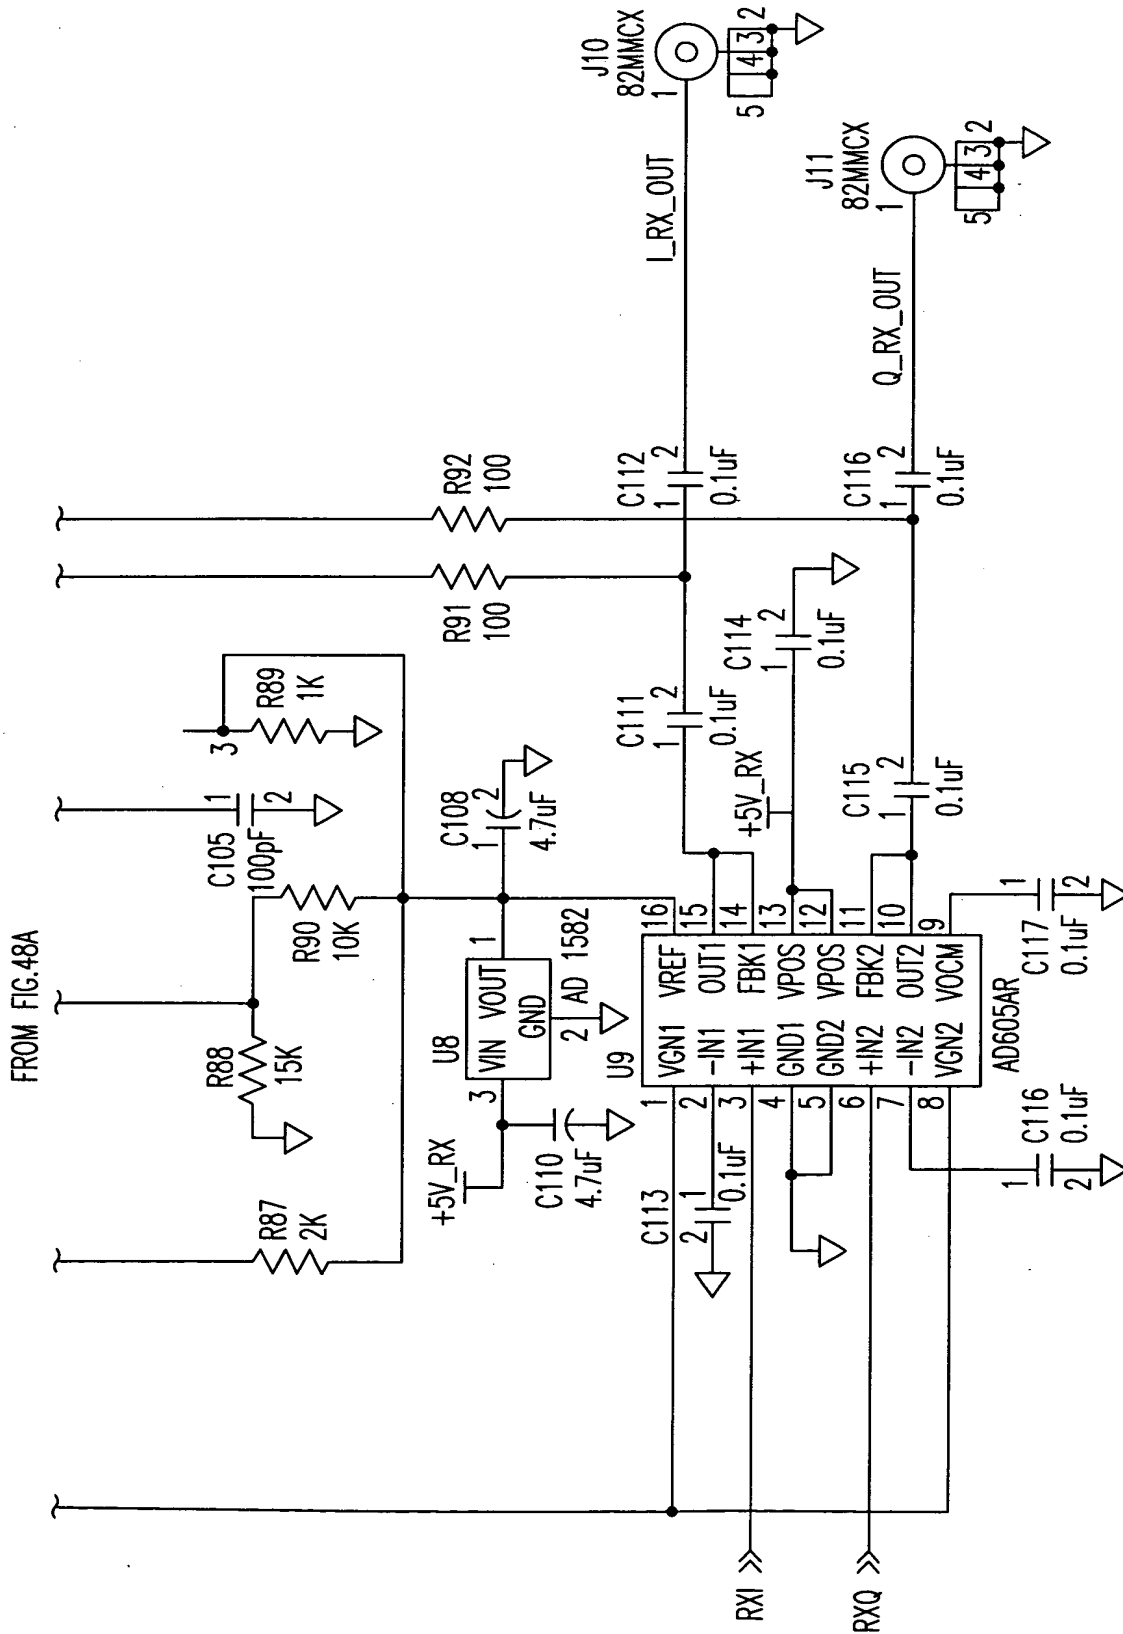 FROM FIG.48A
R87
2K
R88
15K
R90
10K
C105
100pF
1
2
3
R89
1K
R91
100
R92
100
+5V_RX
C110
4.7uF
U8
3
VIN
VOUT
1
GND
2
AD 1582
C108
1
2
4.7uF
U9
1
VGN1
VREF
16
2
-IN1
OUT1
15
3
+IN1
FBK1
14
4
GND1
VPOS
13
5
GND2
VPOS
12
6
+IN2
FBK2
11
7
-IN2
OUT2
10
8
VGN2
VOCM
9
AD605AR
C113
2
1
0.1uF
RXI
RXQ
C116
1
2
0.1uF
C117
1
2
0.1uF
C111
1
2
0.1uF
C112
1
2
0.1uF
+5V_RX
C114
1
2
0.1uF
C115
1
2
0.1uF
C116
1
2
0.1uF
I_RX_OUT
Q_RX_OUT
J10
82MMCX
1
5
4
3
2
J11
82MMCX
1
5
4
3
2